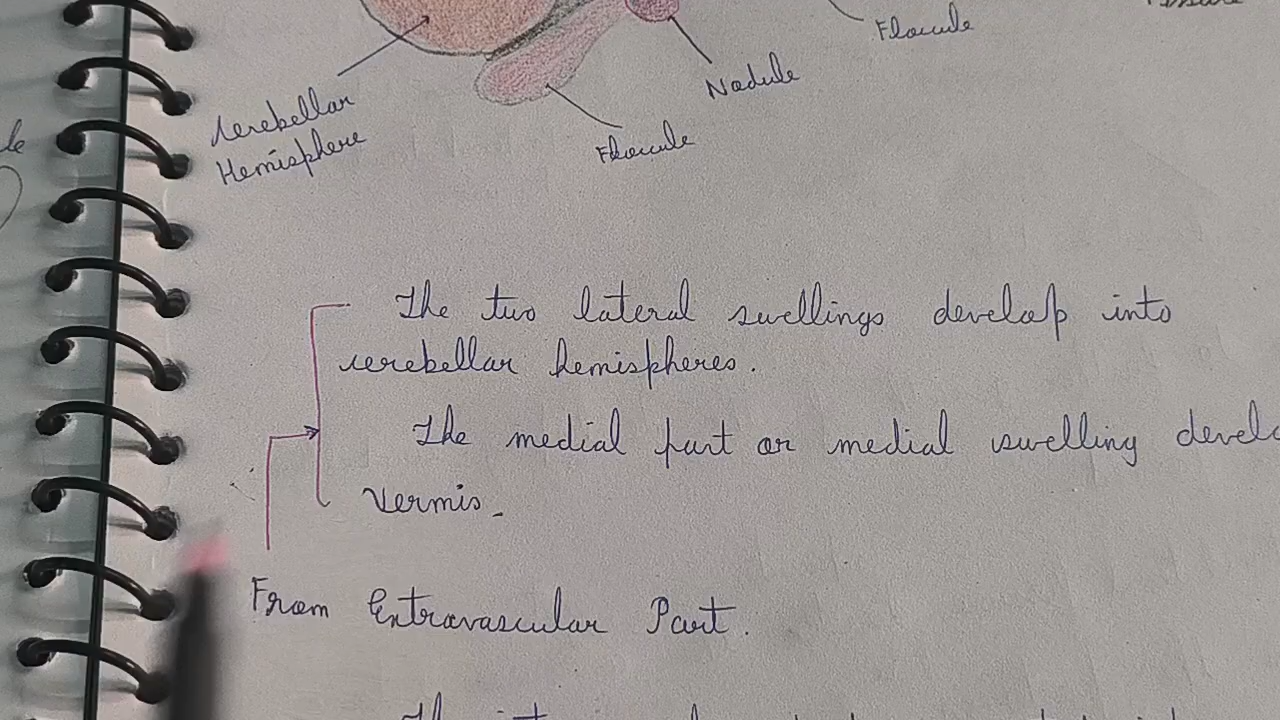 Flocule
Nodule
Cerebellar
Hemisphere
Flocule
The two lateral swellings develop into
cerebellar hemispheres.
The medial part or medial swelling
Vermis.
From Extravascular Part.